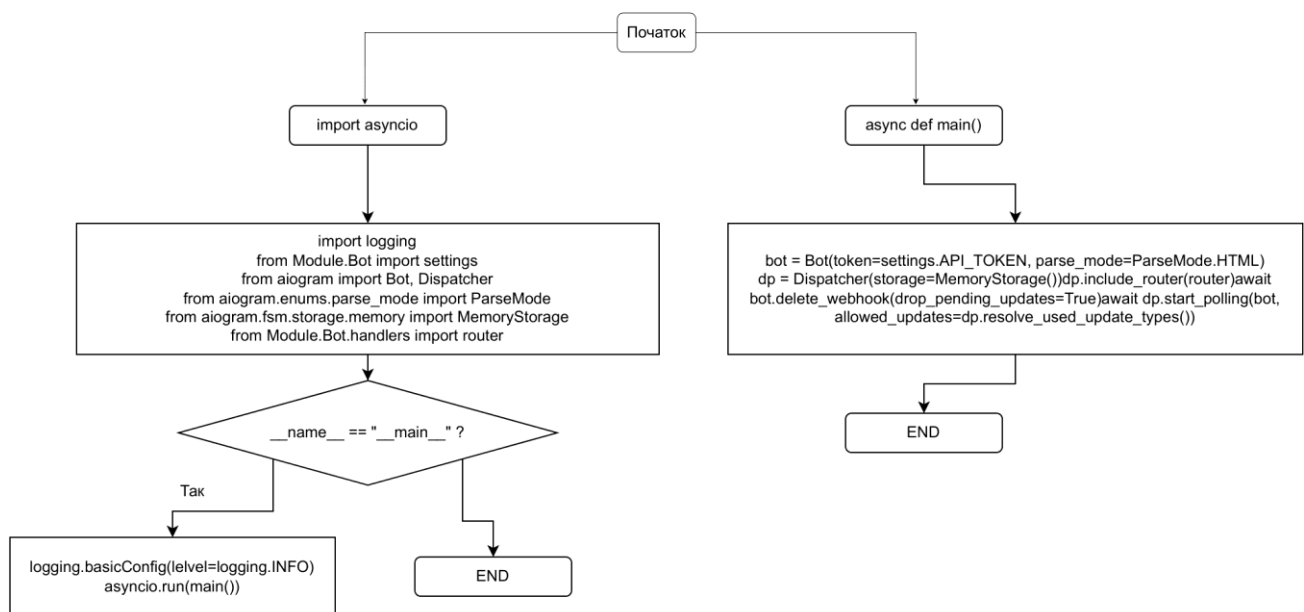 Початок
import asyncio
async def main()
import logging
from Module.Bot import settings
from aiogram import Bot, Dispatcher
from aiogram.enums.parse_mode import ParseMode
from aiogram.fsm.storage.memory import MemoryStorage
from Module.Bot.handlers import router
bot = Bot(token=settings.API_TOKEN, parse_mode=ParseMode.HTML)
dp = Dispatcher(storage=MemoryStorage())dp.include_router(router)await
bot.delete_webhook(drop_pending_updates=True)await dp.start_polling(bot,
allowed_updates=dp.resolve_used_update_types())
__name__ == "__main__" ?
END
Так
logging.basicConfig(lelvel=logging.INFO)
asyncio.run(main())
END